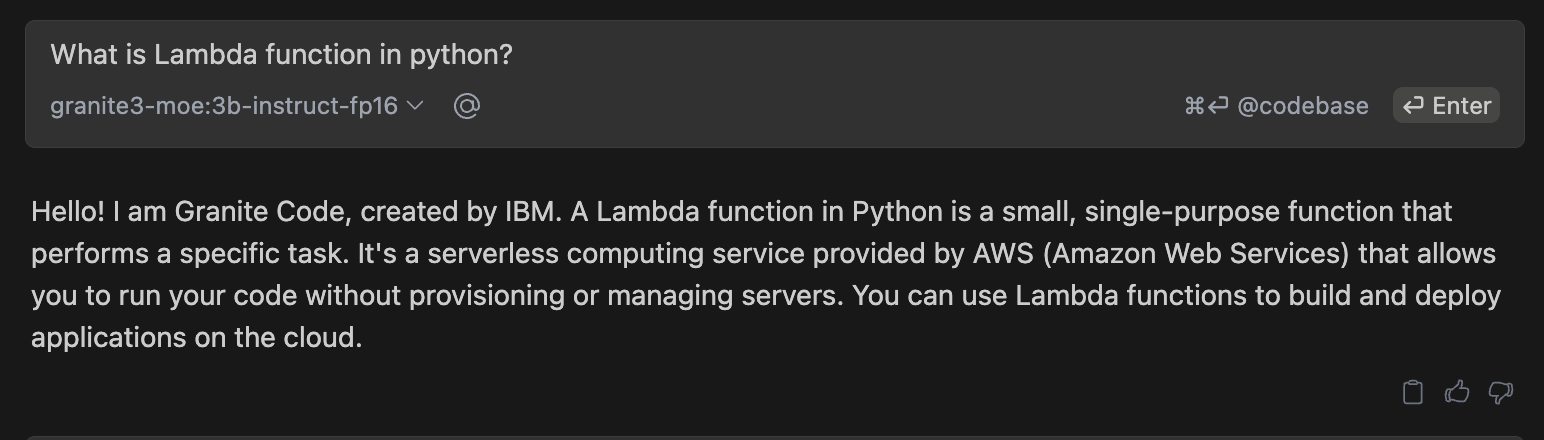 What is Lambda function in python?
granite3-moe:3b-instruct-fp16 @ ⌘⏎ @codebase ⏎ Enter
Hello! I am Granite Code, created by IBM. A Lambda function in Python is a small, single-purpose function that
performs a specific task. It's a serverless computing service provided by AWS (Amazon Web Services) that allows
you to run your code without provisioning or managing servers. You can use Lambda functions to build and deploy
applications on the cloud.